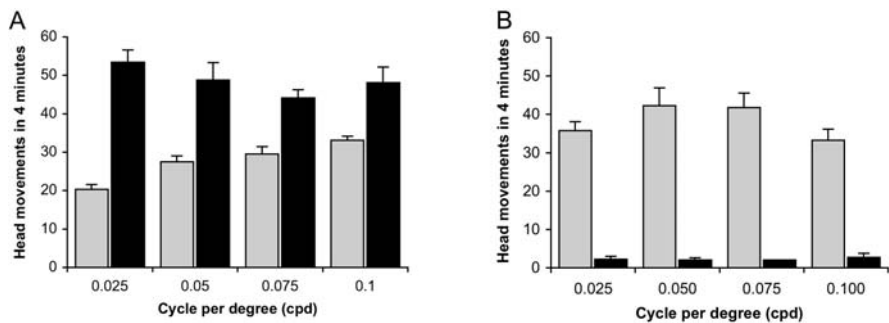 A
Head movements in 4 minutes
60
50
40
30
20
10
0
0.025 0.05 0.075 0.1
Cycle per degree (cpd)
B
Head movements in 4 minutes
60
50
40
30
20
10
0
0.025 0.050 0.075 0.100
Cycle per degree (cpd)